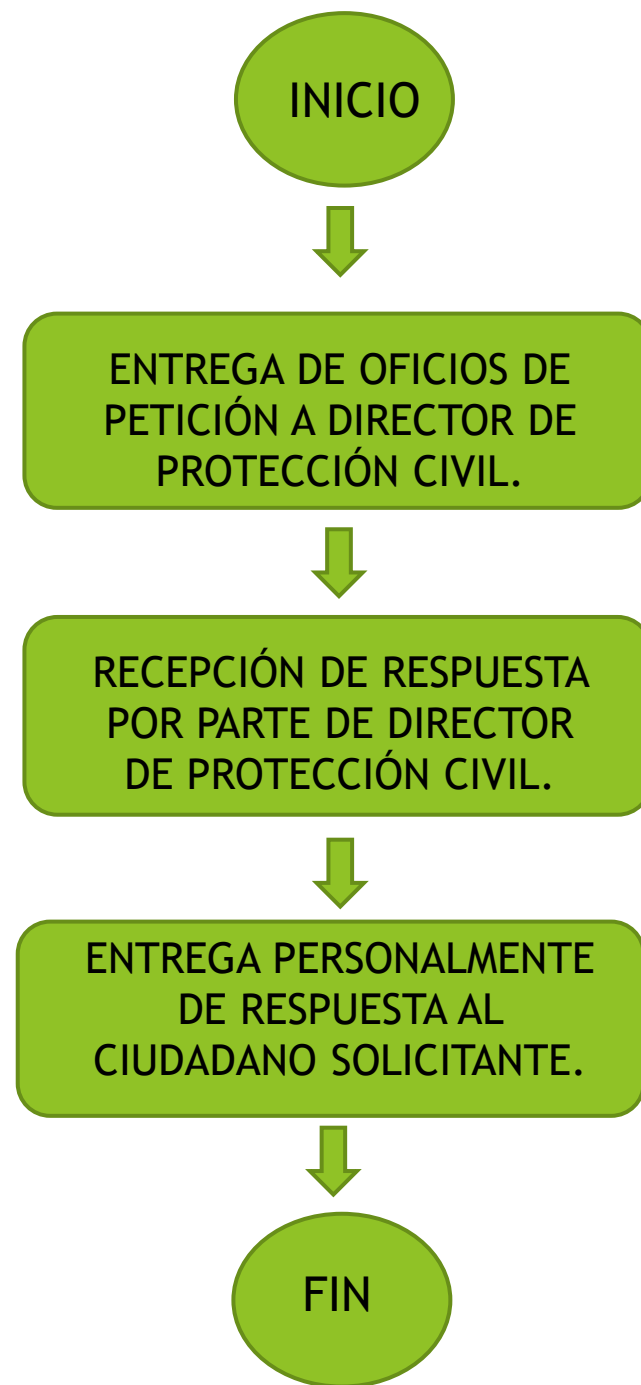 INICIO
ENTREGA DE OFICIOS DE
PETICIÓN A DIRECTOR DE
PROTECCIÓN CIVIL.
RECEPCIÓN DE RESPUESTA
POR PARTE DE DIRECTOR
DE PROTECCIÓN CIVIL.
ENTREGA PERSONALMENTE
DE RESPUESTA AL
CIUDADANO SOLICITANTE.
FIN